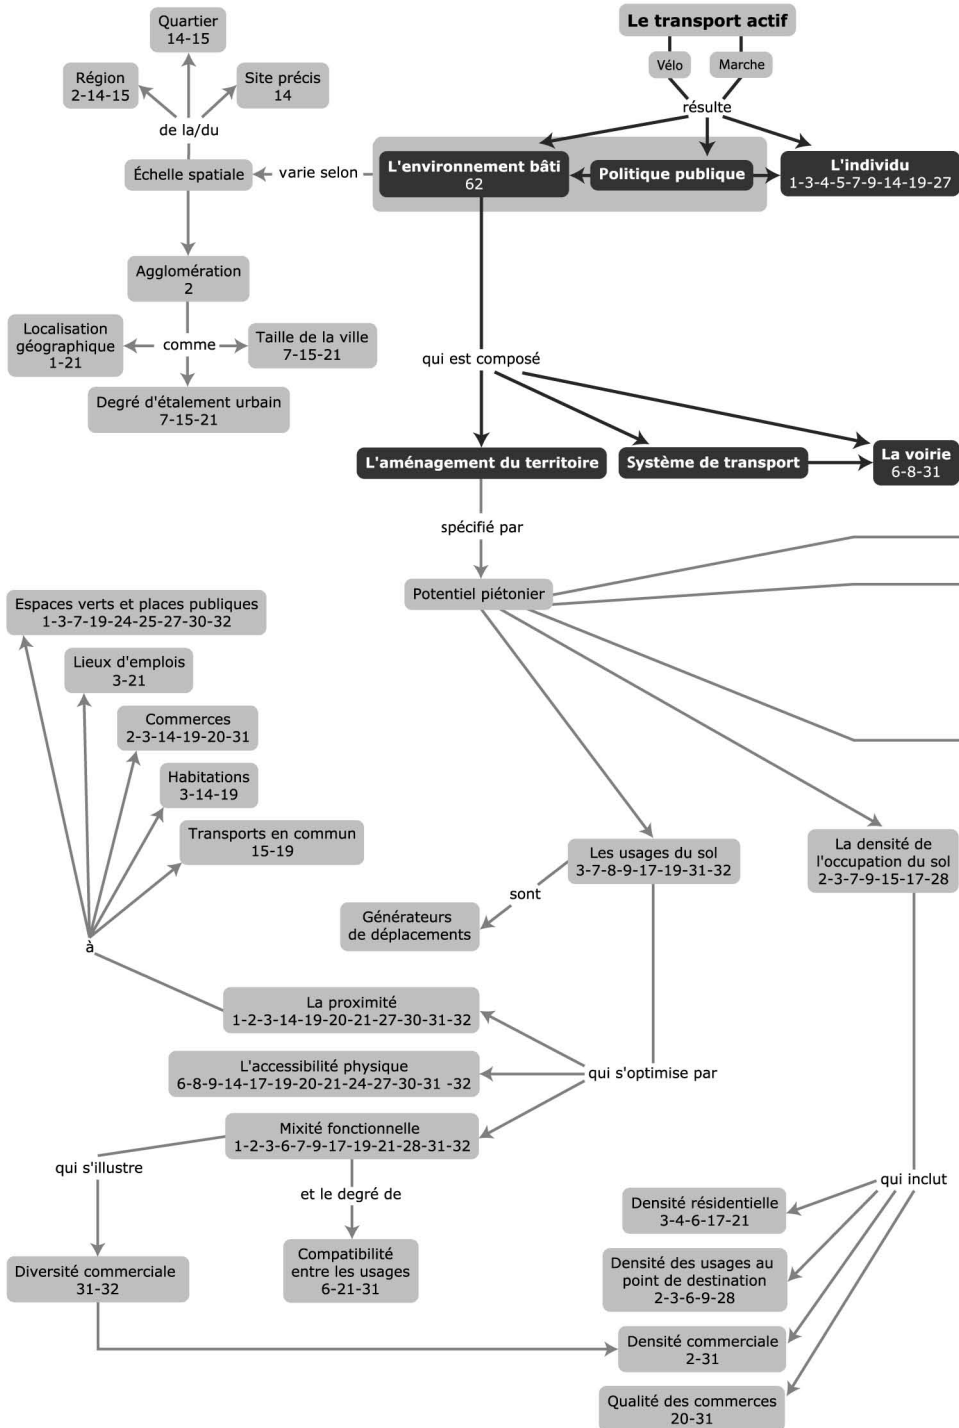 Le transport actif
Vélo
Marche
résulte
L'environnement bâti
62
Politique publique
L'individu
1-3-4-5-7-9-14-19-27
varie selon
Échelle spatiale
de la/du
Quartier
14-15
Région
2-14-15
Site précis
14
Agglomération
2
comme
Localisation
géographique
1-21
Taille de la ville
7-15-21
Degré d'étalement urbain
7-15-21
qui est composé
L'aménagement du territoire
Système de transport
La voirie
6-8-31
spécifié par
Potentiel piétonier
Espaces verts et places publiques
1-3-7-19-24-25-27-30-32
Lieux d'emplois
3-21
Commerces
2-3-14-19-20-31
Habitations
3-14-19
Transports en commun
15-19
à
Les usages du sol
3-7-8-9-17-19-31-32
La densité de
l'occupation du sol
2-3-7-9-15-17-28
sont
Générateurs
de déplacements
La proximité
1-2-3-14-19-20-21-27-30-31-32
L'accessibilité physique
6-8-9-14-17-19-20-21-24-27-30-31 -32
qui s'optimise par
Mixité fonctionnelle
1-2-3-6-7-9-17-19-21-28-31-32
qui s'illustre
et le degré de
Diversité commerciale
31-32
Compatibilité
entre les usages
6-21-31
qui inclut
Densité résidentielle
3-4-6-17-21
Densité des usages au
point de destination
2-3-6-9-28
Densité commerciale
2-31
Qualité des commerces
20-31